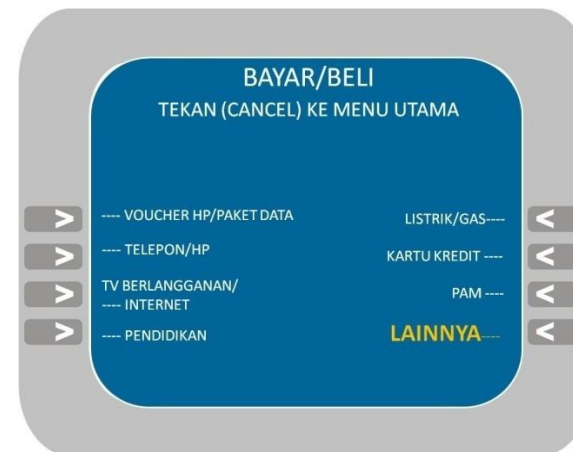 BAYAR/BELI
TEKAN (CANCEL) KE MENU UTAMA
> ---- VOUCHER HP/PAKET DATA
LISTRIK/GAS---- <
> ---- TELEPON/HP
KARTU KREDIT ---- <
> TV BERLANGGANAN/
---- INTERNET
PAM ---- <
> ---- PENDIDIKAN
LAINNYA---- <